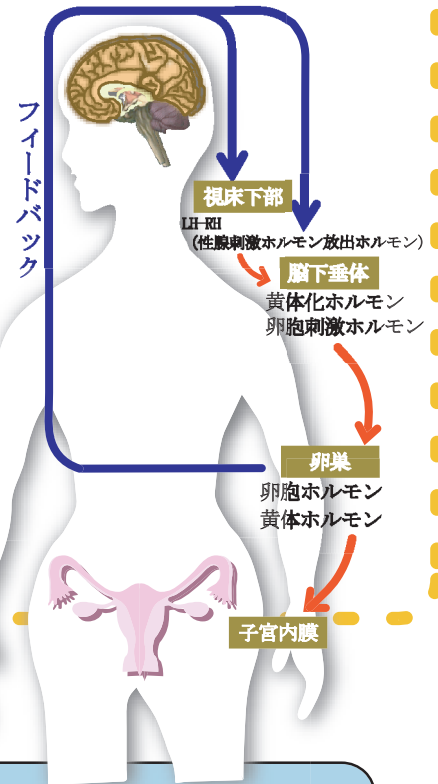 フィードバック
視床下部
LH-RH
（性腺刺激ホルモン放出ホルモン）
脳下垂体
黄体化ホルモン
卵胞刺激ホルモン
卵巣
卵胞ホルモン
黄体ホルモン
子宮内膜